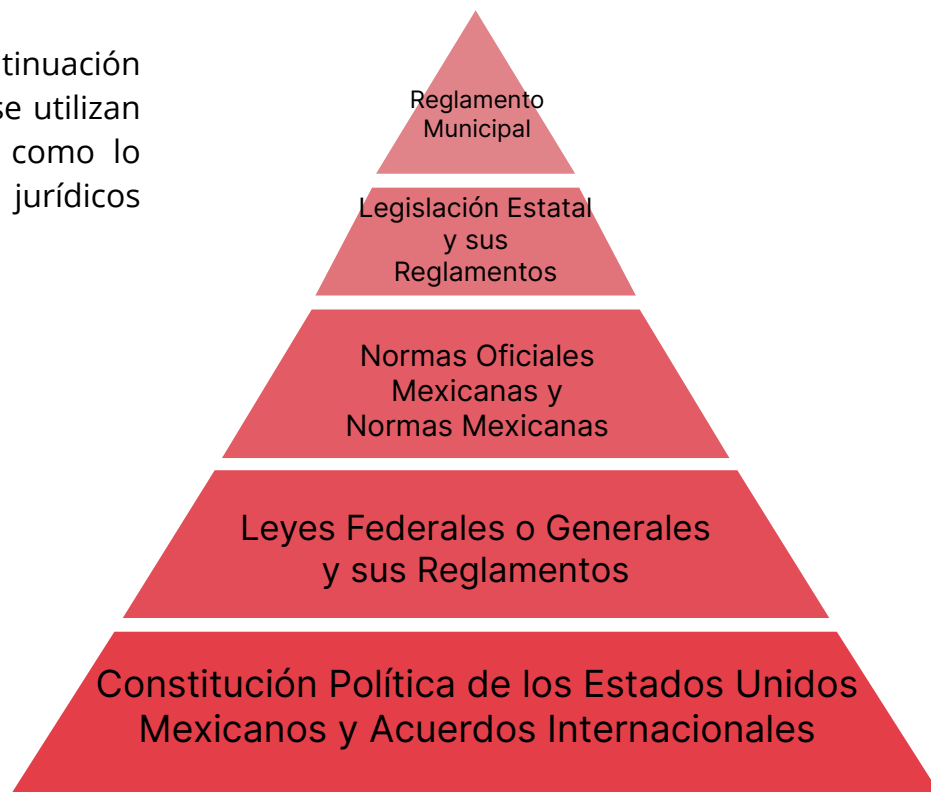 tinuación
se utilizan
como lo
jurídicos
Reglamento
Municipal
Legislación Estatal
y sus
Reglamentos
Normas Oficiales
Mexicanas y
Normas Mexicanas
Leyes Federales o Generales
y sus Reglamentos
Constitución Política de los Estados Unidos
Mexicanos y Acuerdos Internacionales